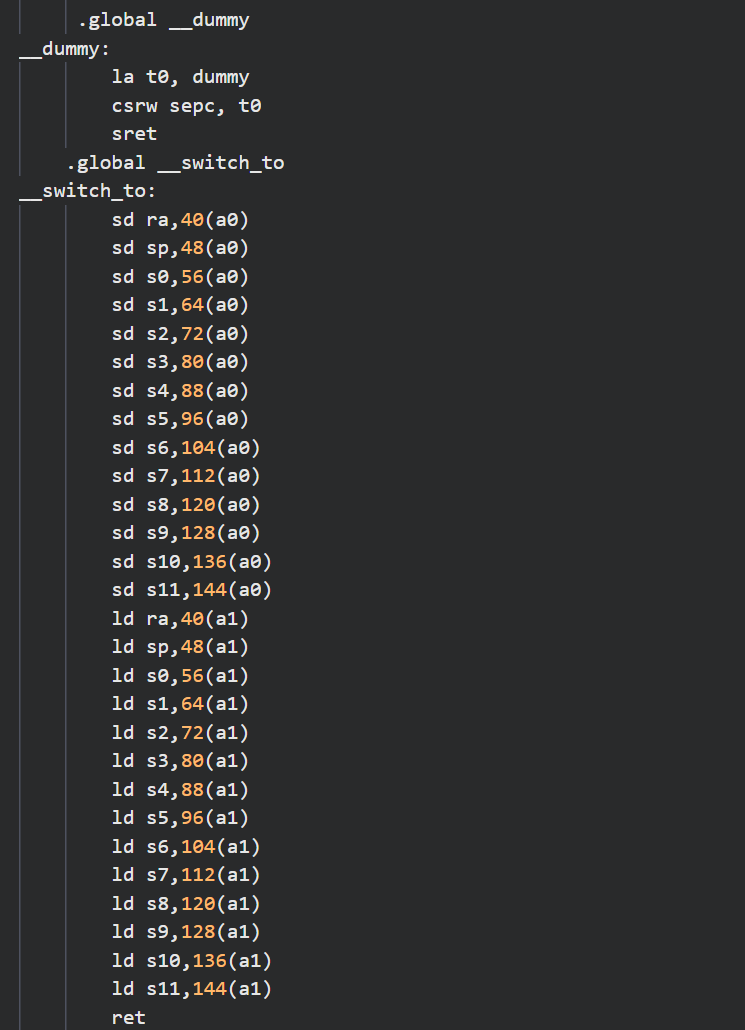 .global __dummy
__dummy:
la t0, dummy
csrw sepc, t0
sret
.global __switch_to
__switch_to:
sd ra,40(a0)
sd sp,48(a0)
sd s0,56(a0)
sd s1,64(a0)
sd s2,72(a0)
sd s3,80(a0)
sd s4,88(a0)
sd s5,96(a0)
sd s6,104(a0)
sd s7,112(a0)
sd s8,120(a0)
sd s9,128(a0)
sd s10,136(a0)
sd s11,144(a0)
ld ra,40(a1)
ld sp,48(a1)
ld s0,56(a1)
ld s1,64(a1)
ld s2,72(a1)
ld s3,80(a1)
ld s4,88(a1)
ld s5,96(a1)
ld s6,104(a1)
ld s7,112(a1)
ld s8,120(a1)
ld s9,128(a1)
ld s10,136(a1)
ld s11,144(a1)
ret